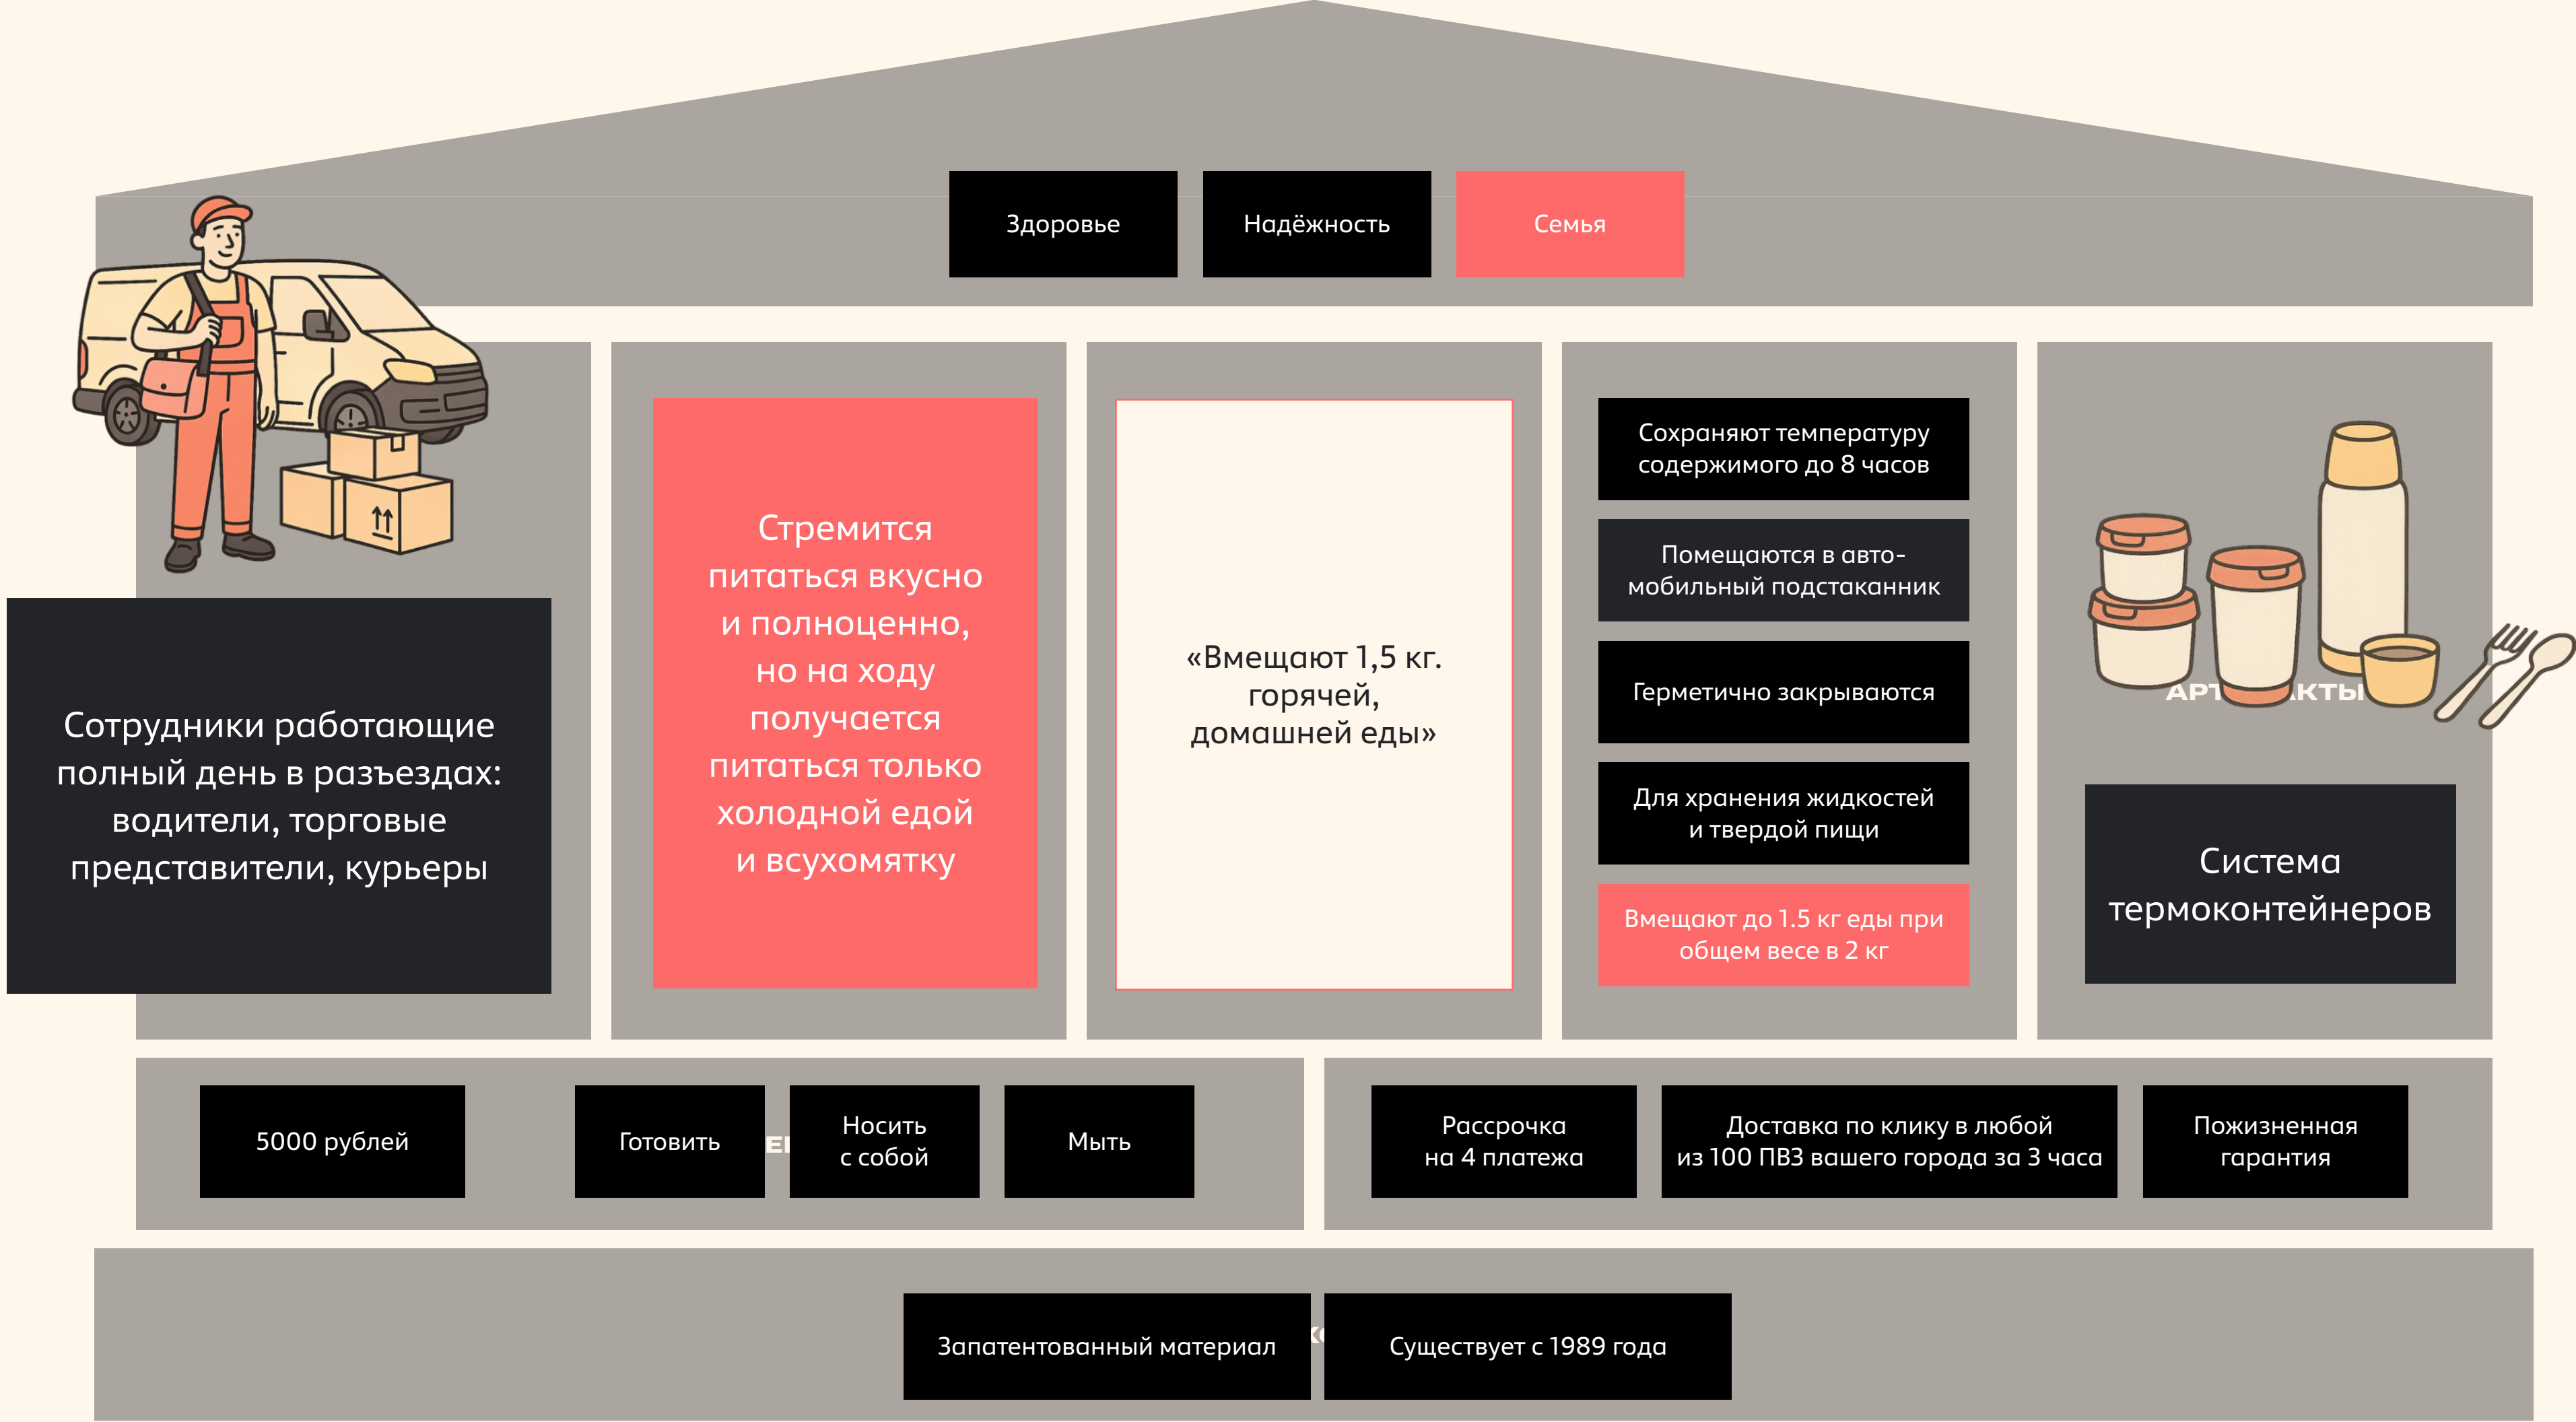 Здоровье
Надёжность
Семья
Сотрудники работающие
полный день в разъездах:
водители, торговые
представители, курьеры
Стремится
питаться вкусно
и полноценно,
но на ходу
получается
питаться только
холодной едой
и всухомятку
«Вмещают 1,5 кг.
горячей,
домашней еды»
Сохраняют температуру
содержимого до 8 часов
Помещаются в авто-
мобильный подстаканник
Герметично закрываются
Для хранения жидкостей
и твердой пищи
Вмещают до 1.5 кг еды при
общем весе в 2 кг
Система
термоконтейнеров
5000 рублей
Готовить
Носить
с собой
Мыть
Рассрочка
на 4 платежа
Доставка по клику в любой
из 100 ПВЗ вашего города за 3 часа
Пожизненная
гарантия
Запатентованный материал
Существует с 1989 года